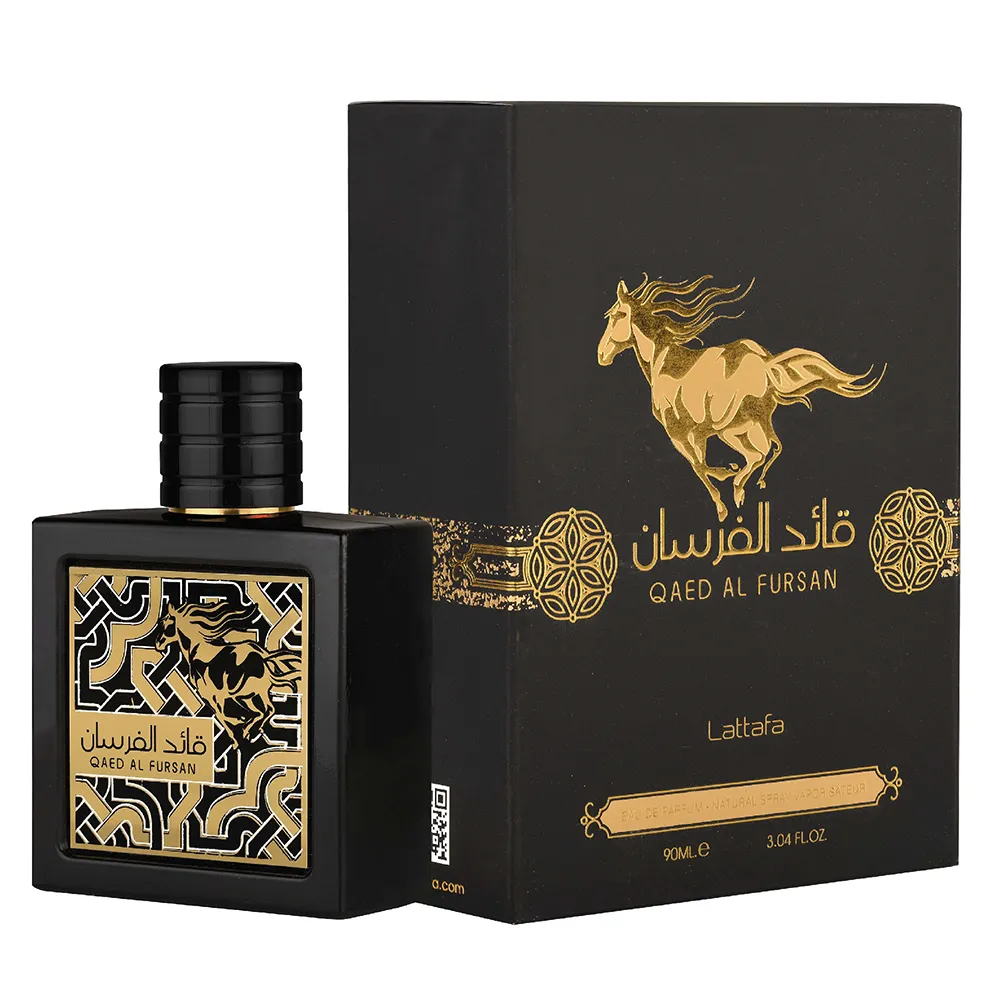 قائد الفرسان
QAED AL FURSAN
Lattafa
EAU DE PARFUM • NATURAL SPRAY VAPORISATEUR
90ML.e
3.04 FL.OZ.
قائد الفرسان
QAED AL FURSAN
a.com